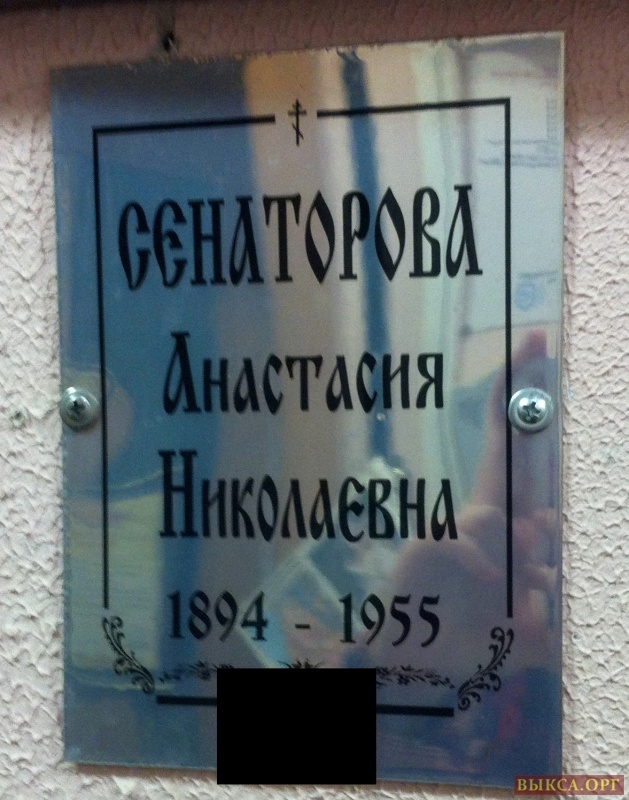 СЕНАТОРОВА
Анастасия
Николаевна
1894 - 1955
ВЫКСА.ОРГ